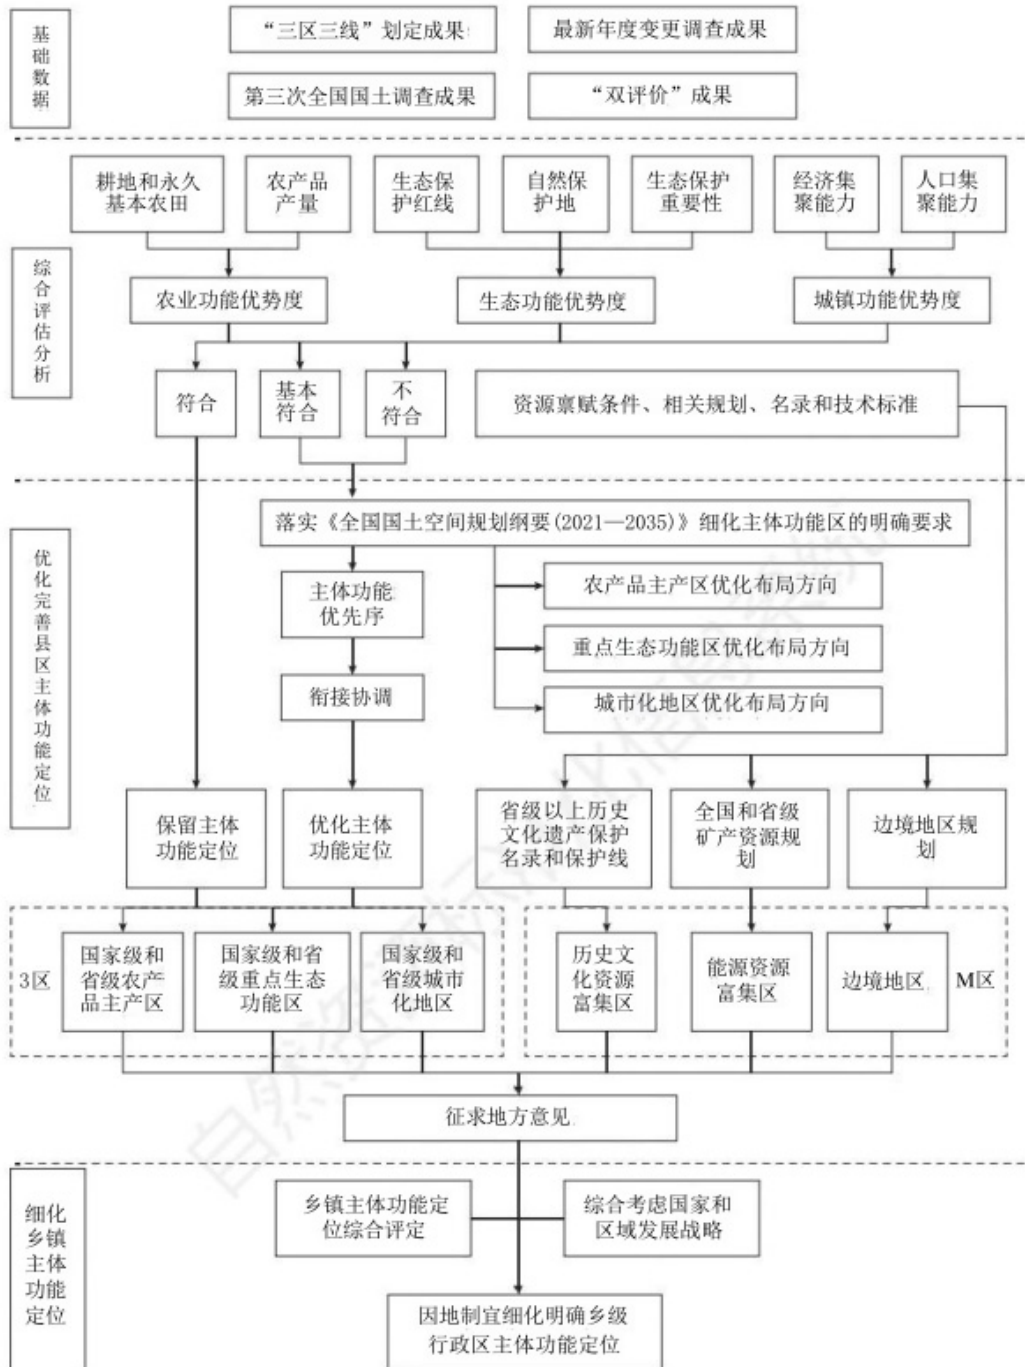 基
础
数
据
“三区三线”划定成果
最新年度变更调查成果
第三次全国国土调查成果
“双评价”成果
综
合
评
估
分
析
耕地和永久
基本农田
农产品
产量
生态保
护红线
自然保
护地
生态保护
重要性
经济集
聚能力
人口集
聚能力
农业功能优势度
生态功能优势度
城镇功能优势度
符合
基本
符合
不
符合
资源禀赋条件、相关规划、名录和技术标准
优
化
完
善
县
区
主
体
功
能
定
位
落实《全国国土空间规划纲要(2021—2035)》细化主体功能区的明确要求
主体功能
优先序
农产品主产区优化布局方向
重点生态功能区优化布局方向
衔接协调
城市化地区优化布局方向
保留主体
功能定位
优化主体
功能定位
省级以上历史
文化遗产保护
名录和保护线
全国和省级
矿产资源规
划
边境地区规
划
3区
国家级和
省级农产
品主产区
国家级和省
级重点生态
功能区
国家级和
省级城市
化地区
历史文
化资源
富集区
能源资源
富集区
边境地区
M区
征求地方意见
细化
乡镇
主体
功能
定位
乡镇主体功能定
位综合评定
综合考虑国家和
区域发展战略
因地制宜细化明确乡级
行政区主体功能定位